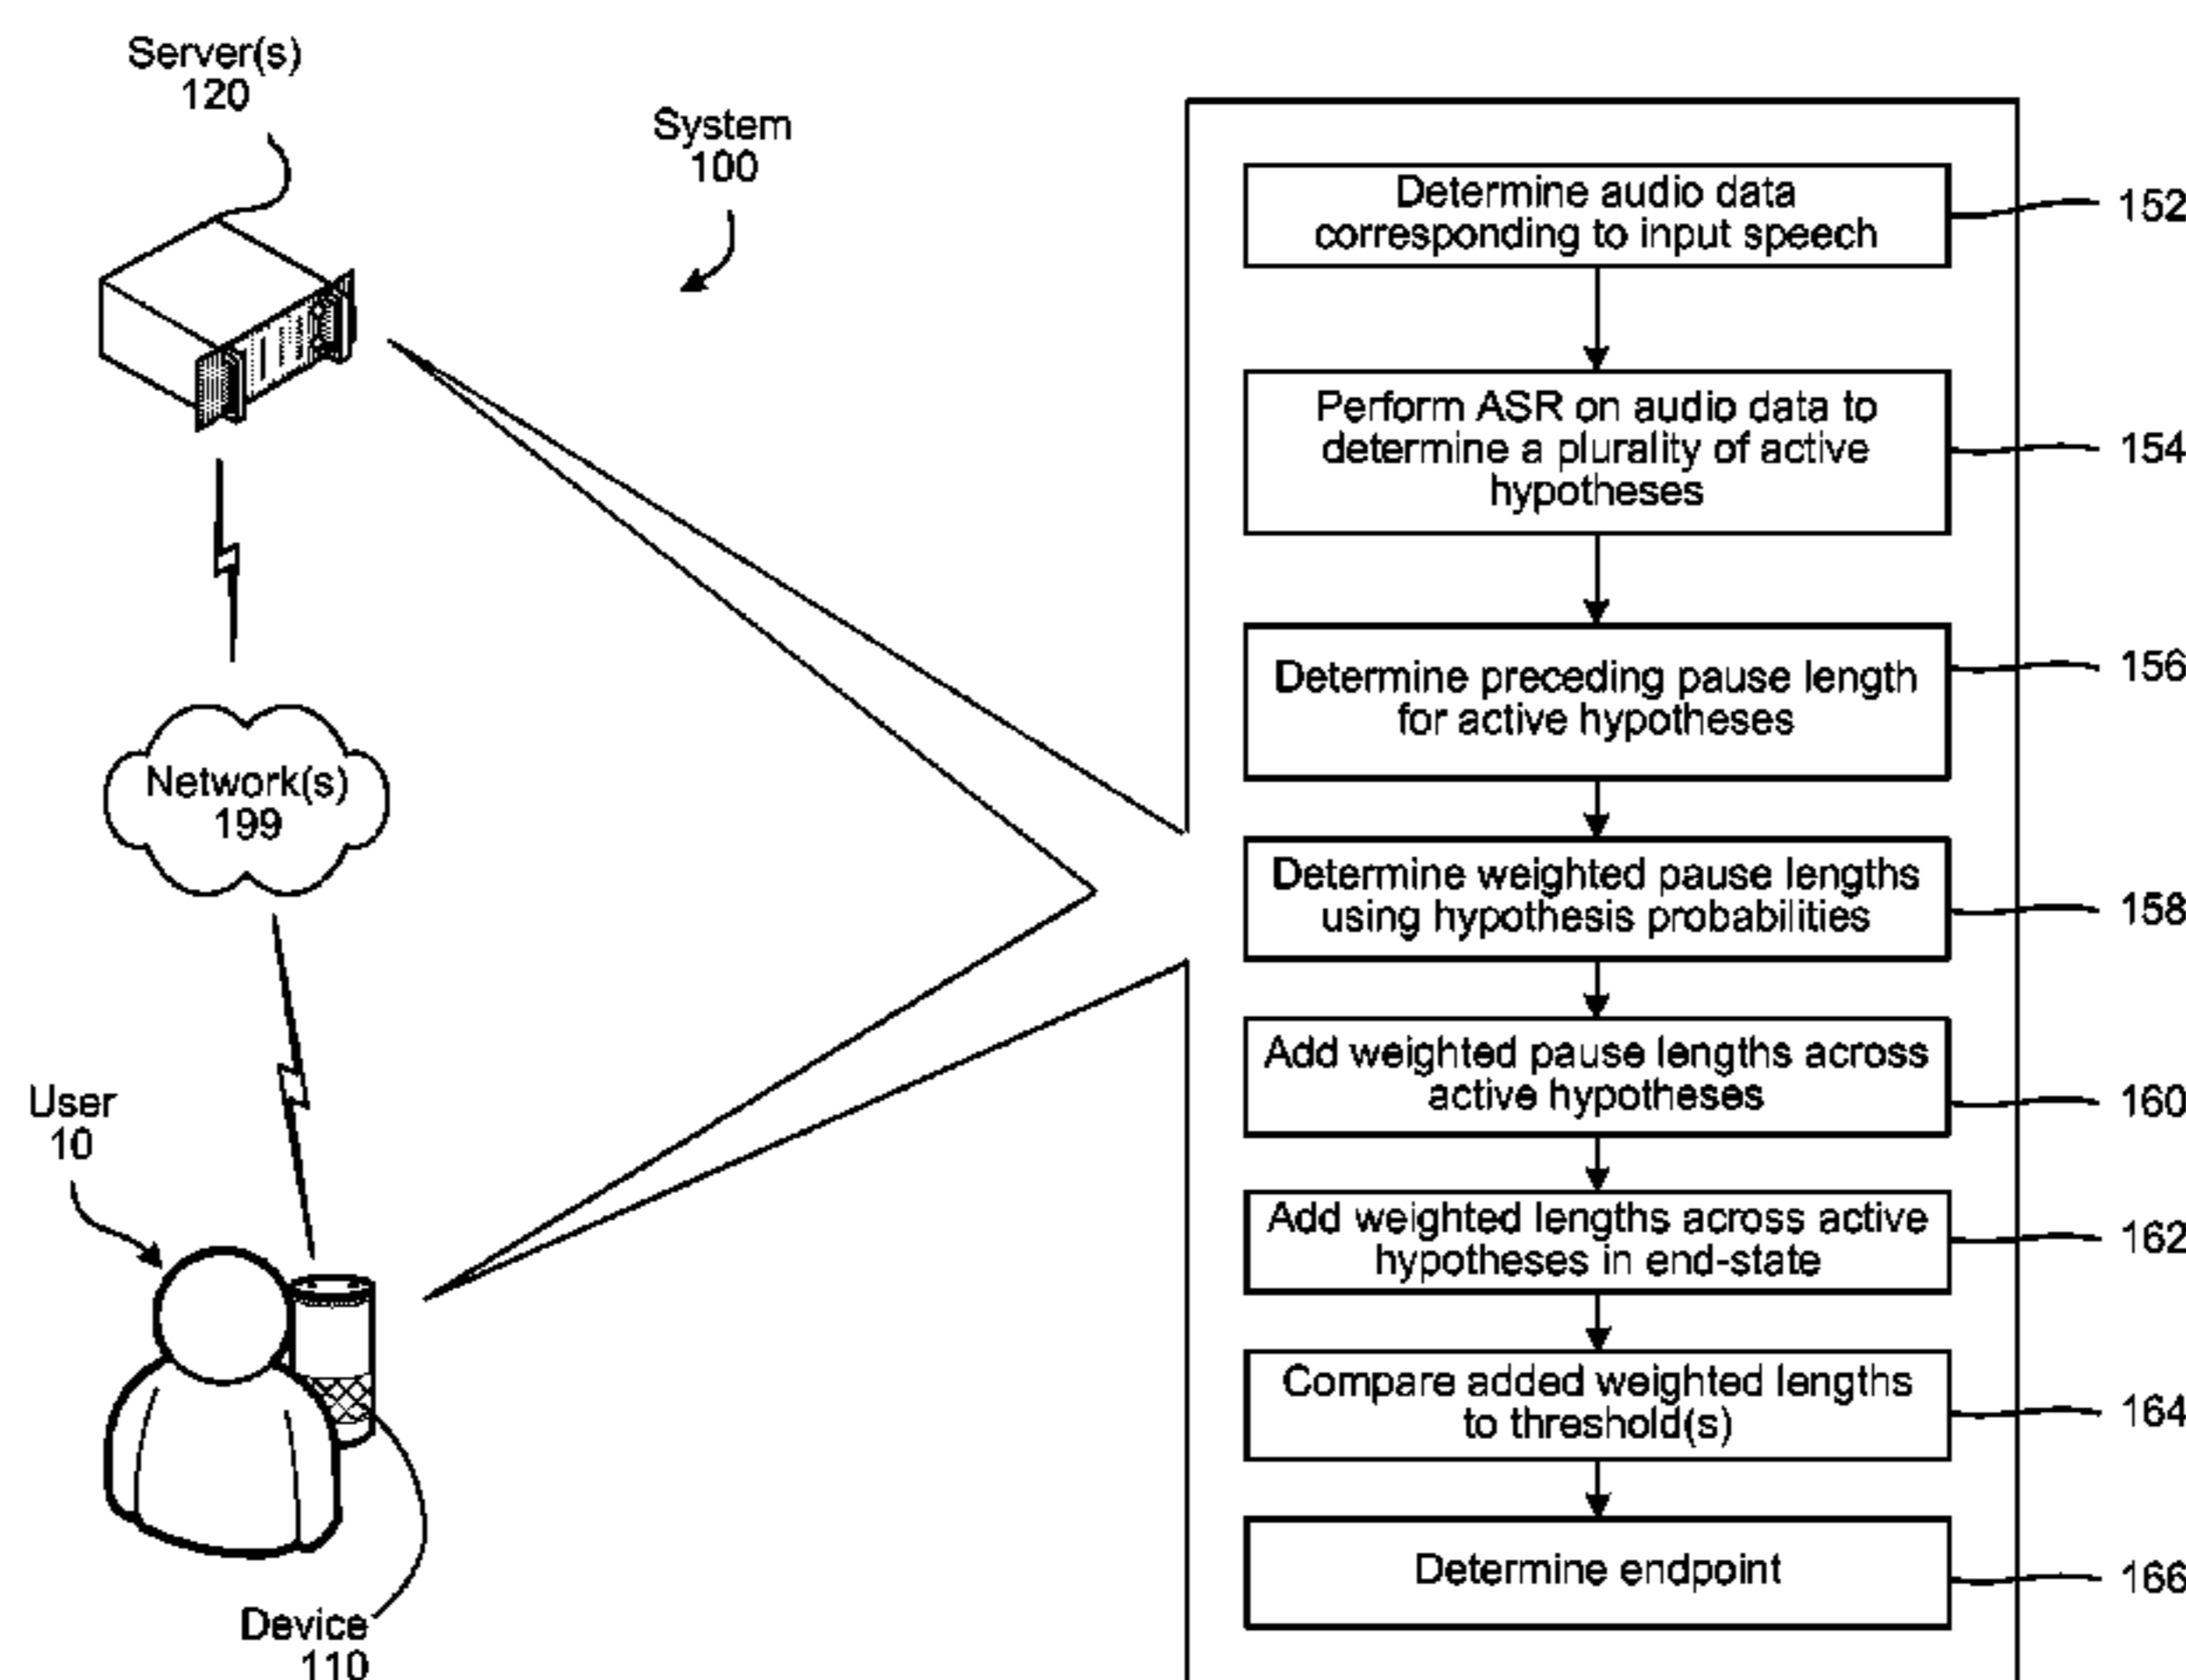 Server(s)
120
System
100
Network(s)
199
User
10
Device
110
Determine audio data
corresponding to input speech
152
Perform ASR on audio data to
determine a plurality of active
hypotheses
154
Determine preceding pause length
for active hypotheses
156
Determine weighted pause lengths
using hypothesis probabilities
158
Add weighted pause lengths across
active hypotheses
160
Add weighted lengths across active
hypotheses in end-state
162
Compare added weighted lengths
to threshold(s)
164
Determine endpoint
166